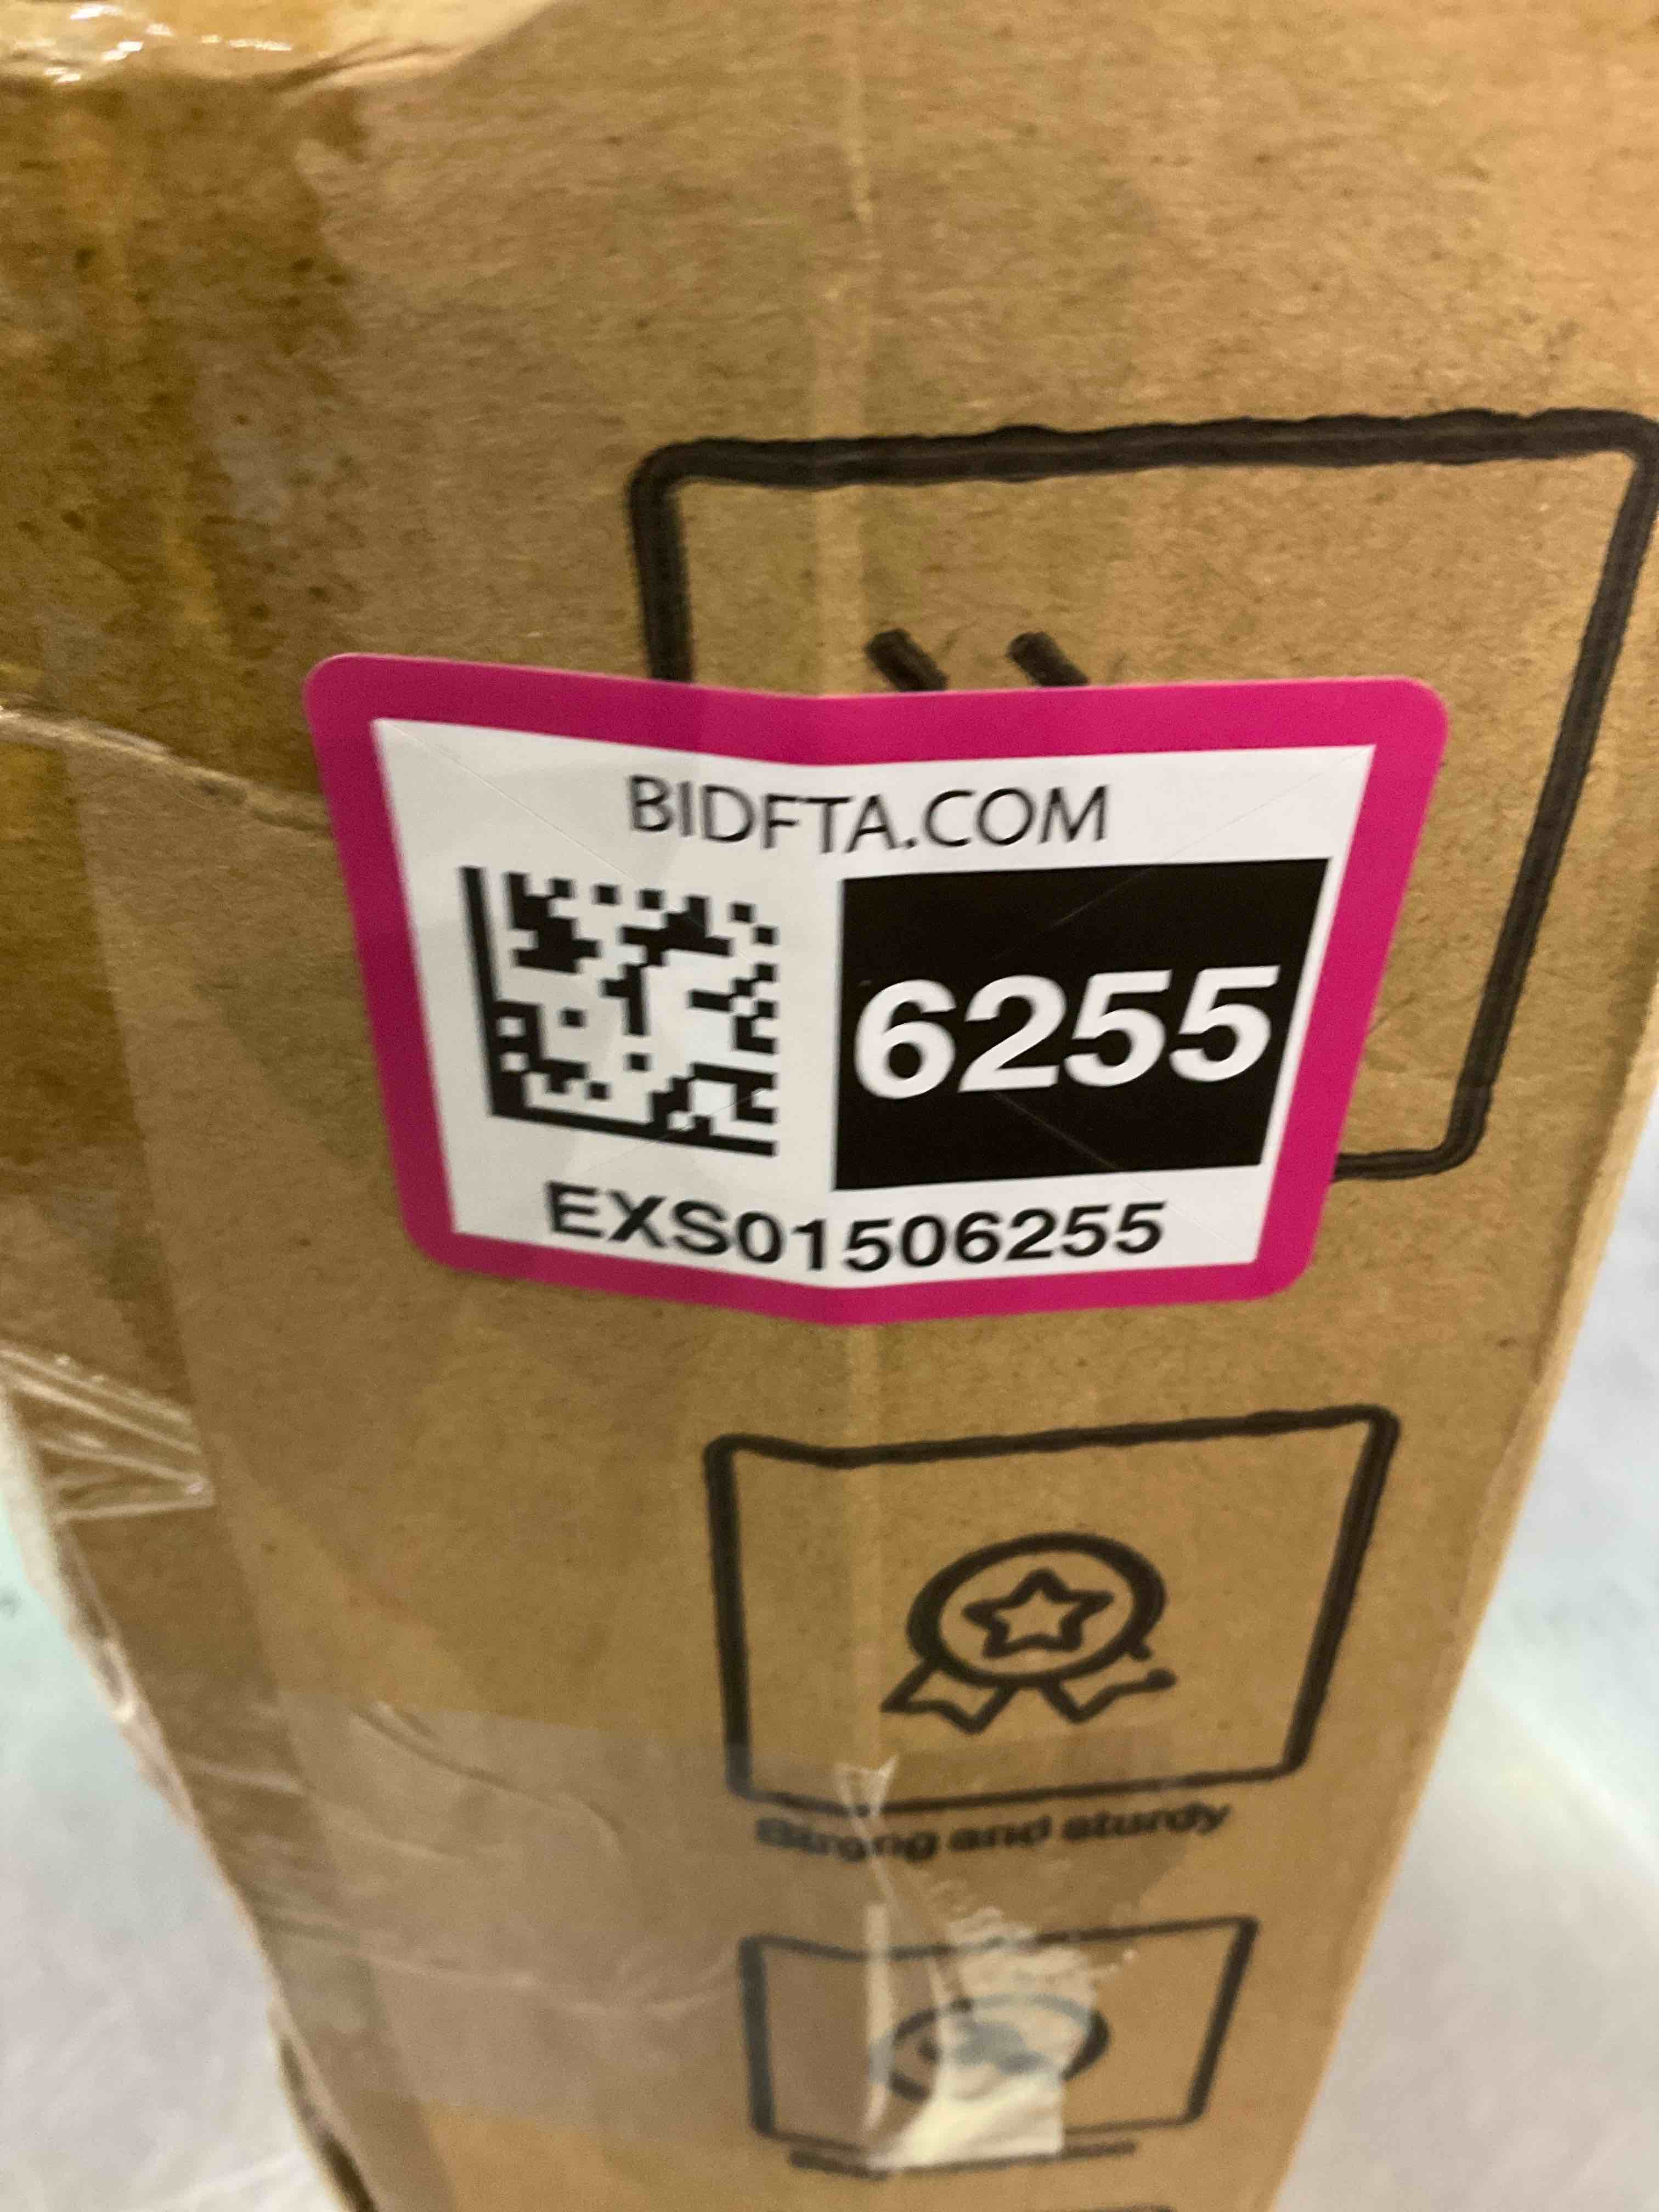 BIDFTA.COM
6255
EXS01506255
Strong and sturdy